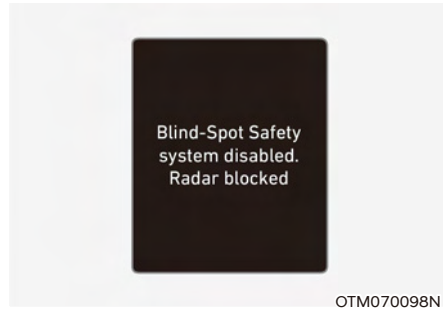 Blind-Spot Safety
system disabled.
Radar blocked
OTM070098N